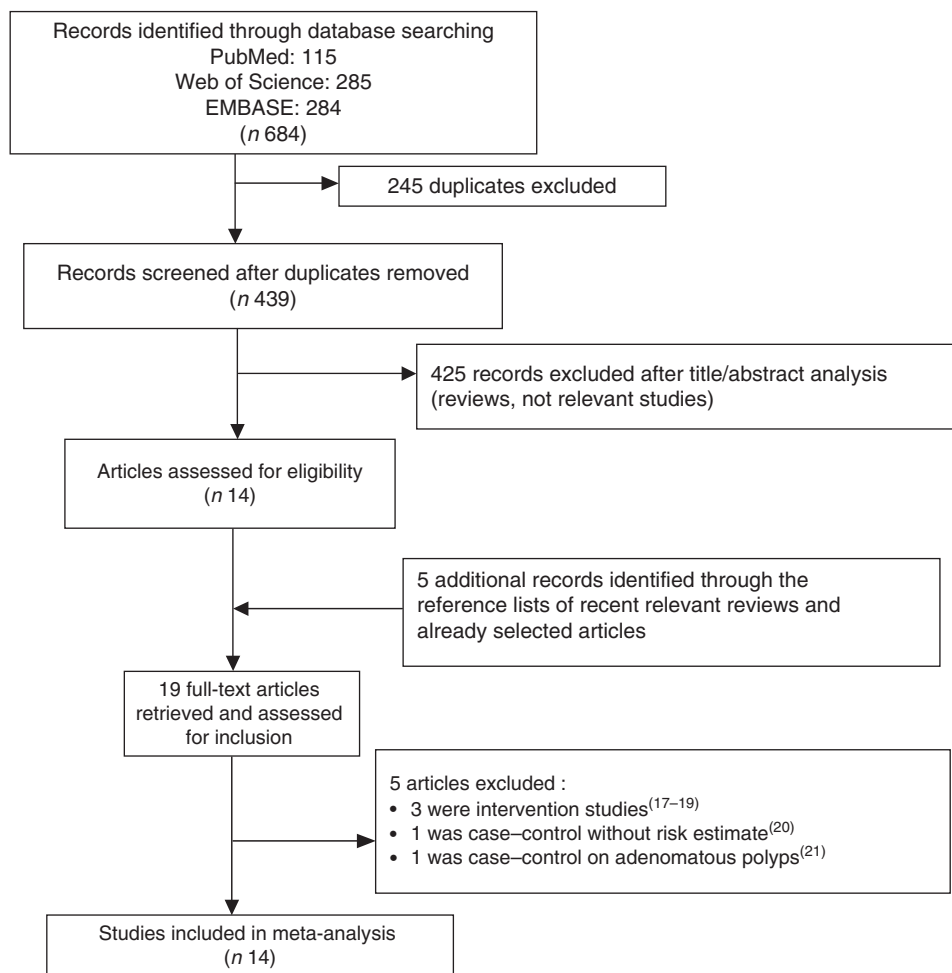 Records identified through database searching
PubMed: 115
Web of Science: 285
EMBASE: 284
(n 684)
245 duplicates excluded
Records screened after duplicates removed
(n 439)
425 records excluded after title/abstract analysis
(reviews, not relevant studies)
Articles assessed for eligibility
(n 14)
5 additional records identified through the
reference lists of recent relevant reviews and
already selected articles
19 full-text articles
retrieved and assessed
for inclusion
5 articles excluded :
• 3 were intervention studies(17–19)
• 1 was case–control without risk estimate(20)
• 1 was case–control on adenomatous polyps(21)
Studies included in meta-analysis
(n 14)